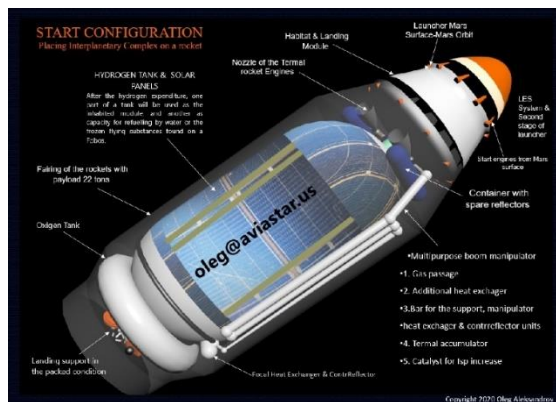 START CONFIGURATION
Placing Interplanetary Complex on a rocket
HYDROGEN TANK & SOLAR
PANELS
After the hydrogen expenditure, one
part of a tank will be used as the
inhabited module and another as
capacity for refueling by water or the
frozen flying substances found on a
Fobos.
Habitat & Landing
Module
Launcher Mars
Surface-Mars Orbit
Nozzle of the Termal
rocket Engines
LES
System &
Second
stage of
launcher
Start engines from Mars
surface
Fairing of the rockets with
payload 22 tons
Container with
spare reflectors
Oxigen Tank
oleg@aviastar.us
•Multipurpose boom manipulator
•1. Gas passage
•2. Additional heat exchager
•3.Bar for the support, manipulator
•heat exchager & contrreflector units
•4. Termal accumulator
•5. Catalyst for Isp increase
Landing support in
the packed condition
Focal Heat Exchanger & ContrReflector
Copyright 2020 Oleg Aleksandrov